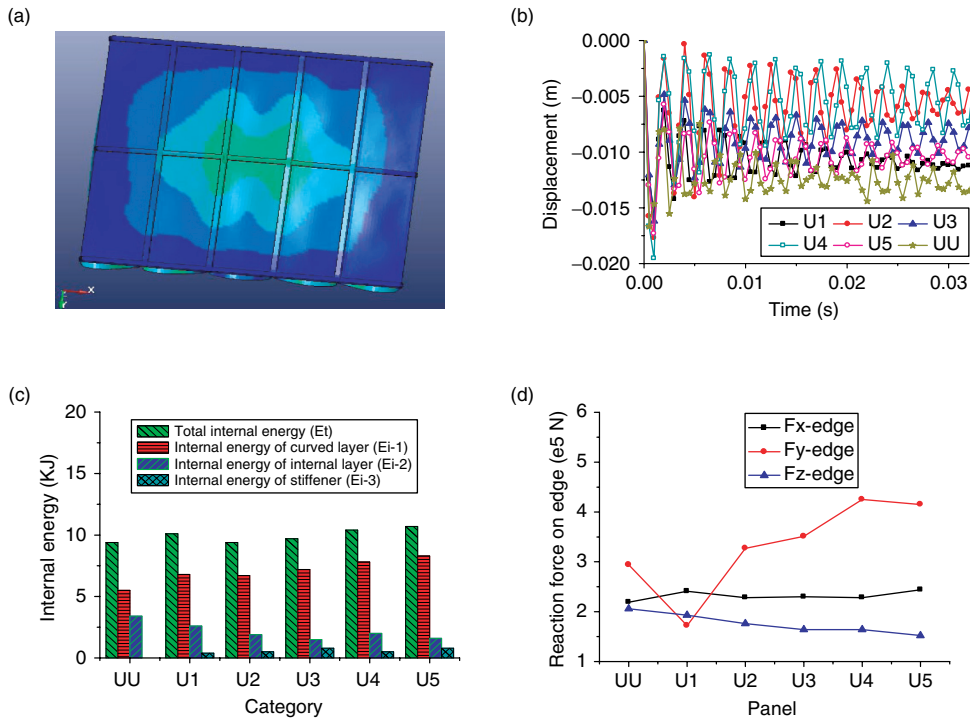 (a)
X
Y
(b)
0.000
−0.005
−0.010
−0.015
−0.020
Displacement (m)
U1 U2 U3
U4 U5 UU
0.00 0.01 0.02 0.03
Time (s)
(c)
20
15
10
5
0
Internal energy (KJ)
Total internal energy (Et)
Internal energy of curved layer (Ei-1)
Internal energy of internal layer (Ei-2)
Internal energy of stiffener (Ei-3)
UU U1 U2 U3 U4 U5
Category
(d)
6
5
4
3
2
1
Reaction force on edge (e5 N)
Fx-edge
Fy-edge
Fz-edge
UU U1 U2 U3 U4 U5
Panel